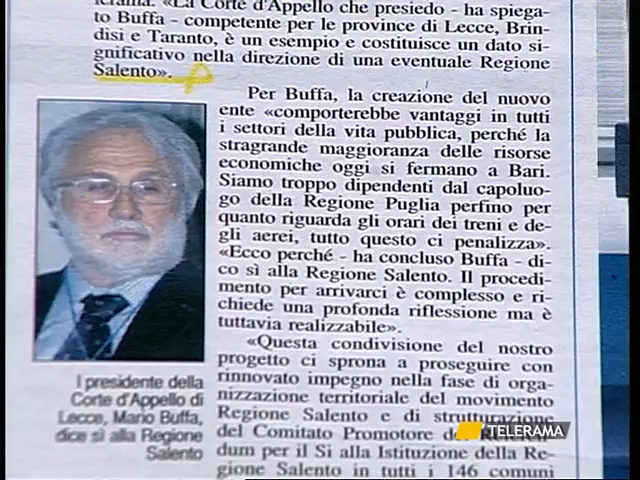 «La Corte d'Appello che presiedo - ha spiega-
to Buffa - competente per le province di Lecce, Brin-
disi e Taranto, è un esempio e costituisce un dato si-
gnificativo nella direzione di una eventuale Regione
Salento».
Per Buffa, la creazione del nuovo
ente «comporterebbe vantaggi in tutti
i settori della vita pubblica, perché la
stragrande maggioranza delle risorse
economiche oggi si fermano a Bari.
Siamo troppo dipendenti dal capoluo-
go della Regione Puglia perfino per
quanto riguarda gli orari dei treni e de-
gli aerei, tutto questo ci penalizza».
«Ecco perché - ha concluso Buffa - di-
co sì alla Regione Salento. Il procedi-
mento per arrivarci è complesso e ri-
chiede una profonda riflessione ma è
tuttavia realizzabile».
«Questa condivisione del nostro
progetto ci sprona a proseguire con
rinnovato impegno nella fase di orga-
nizzazione territoriale del movimento
Regione Salento e di strutturazione
del Comitato Promotore
dum per il Si alla Istituzione della Re-
gione Salento in tutti i 146 comuni
l presidente della
Corte d'Appello di
Lecce, Mario Buffa,
dice sì alla Regione
Salento
TELERAMA